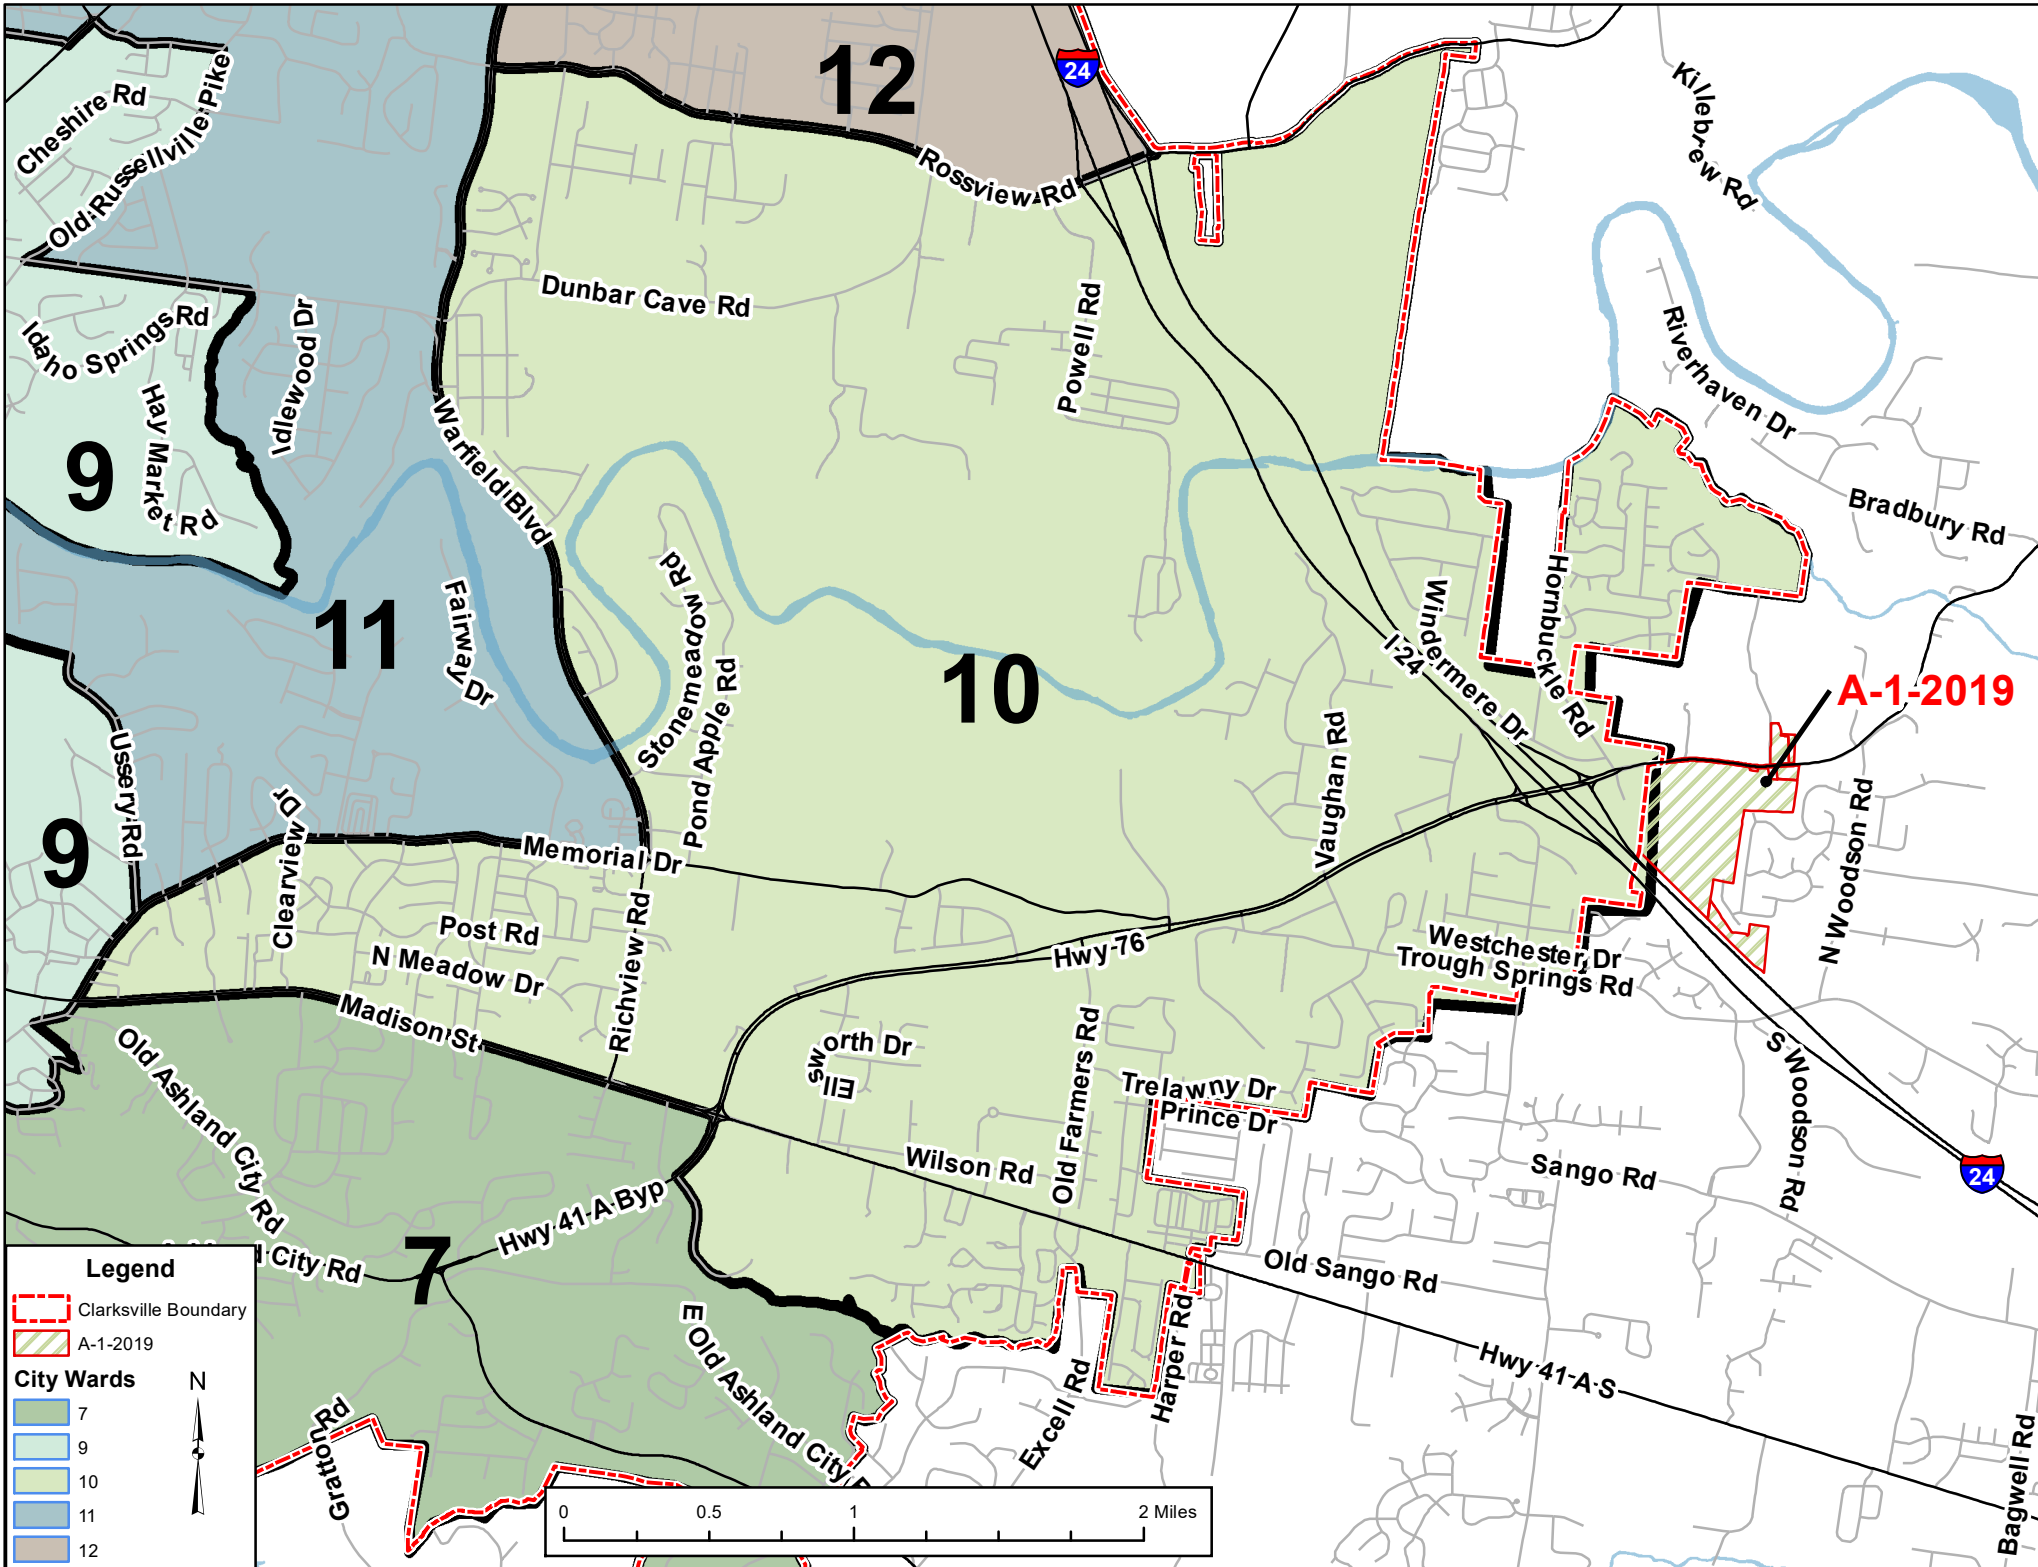 12
24
Killebrew Rd
Cheshire Rd
Old Russellville Pike
Rossview Rd
Dunbar Cave Rd
Powell Rd
Idaho Springs Rd
Idlewood Dr
Riverhaven Dr
Hay Market Rd
9
Warfield Blvd
Bradbury Rd
Stonemeadow Rd
Fairway Dr
11
10
Windermere Dr
Hornbuckle Rd
I-24
A-1-2019
Pond Apple Rd
Vaughan Rd
Ussery Rd
9
Clearview Dr
Memorial Dr
N Woodson Rd
Post Rd
N Meadow Dr
Richview Rd
Hwy 76
Westchester Dr
Trough Springs Rd
Madison St
Old Ashland City Rd
Ellsworth Dr
Old Farmers Rd
Trelawny Dr
Prince Dr
S Woodson Rd
Wilson Rd
Sango Rd
24
Hwy 41 A Byp
7
City Rd
Old Sango Rd
Harper Rd
E Old Ashland City
Excell Rd
Hwy 41-A S
Gratton Rd
Bagwell Rd
Legend
Clarksville Boundary
A-1-2019
City Wards
N
7
9
10
11
12
0 0.5 1 2 Miles